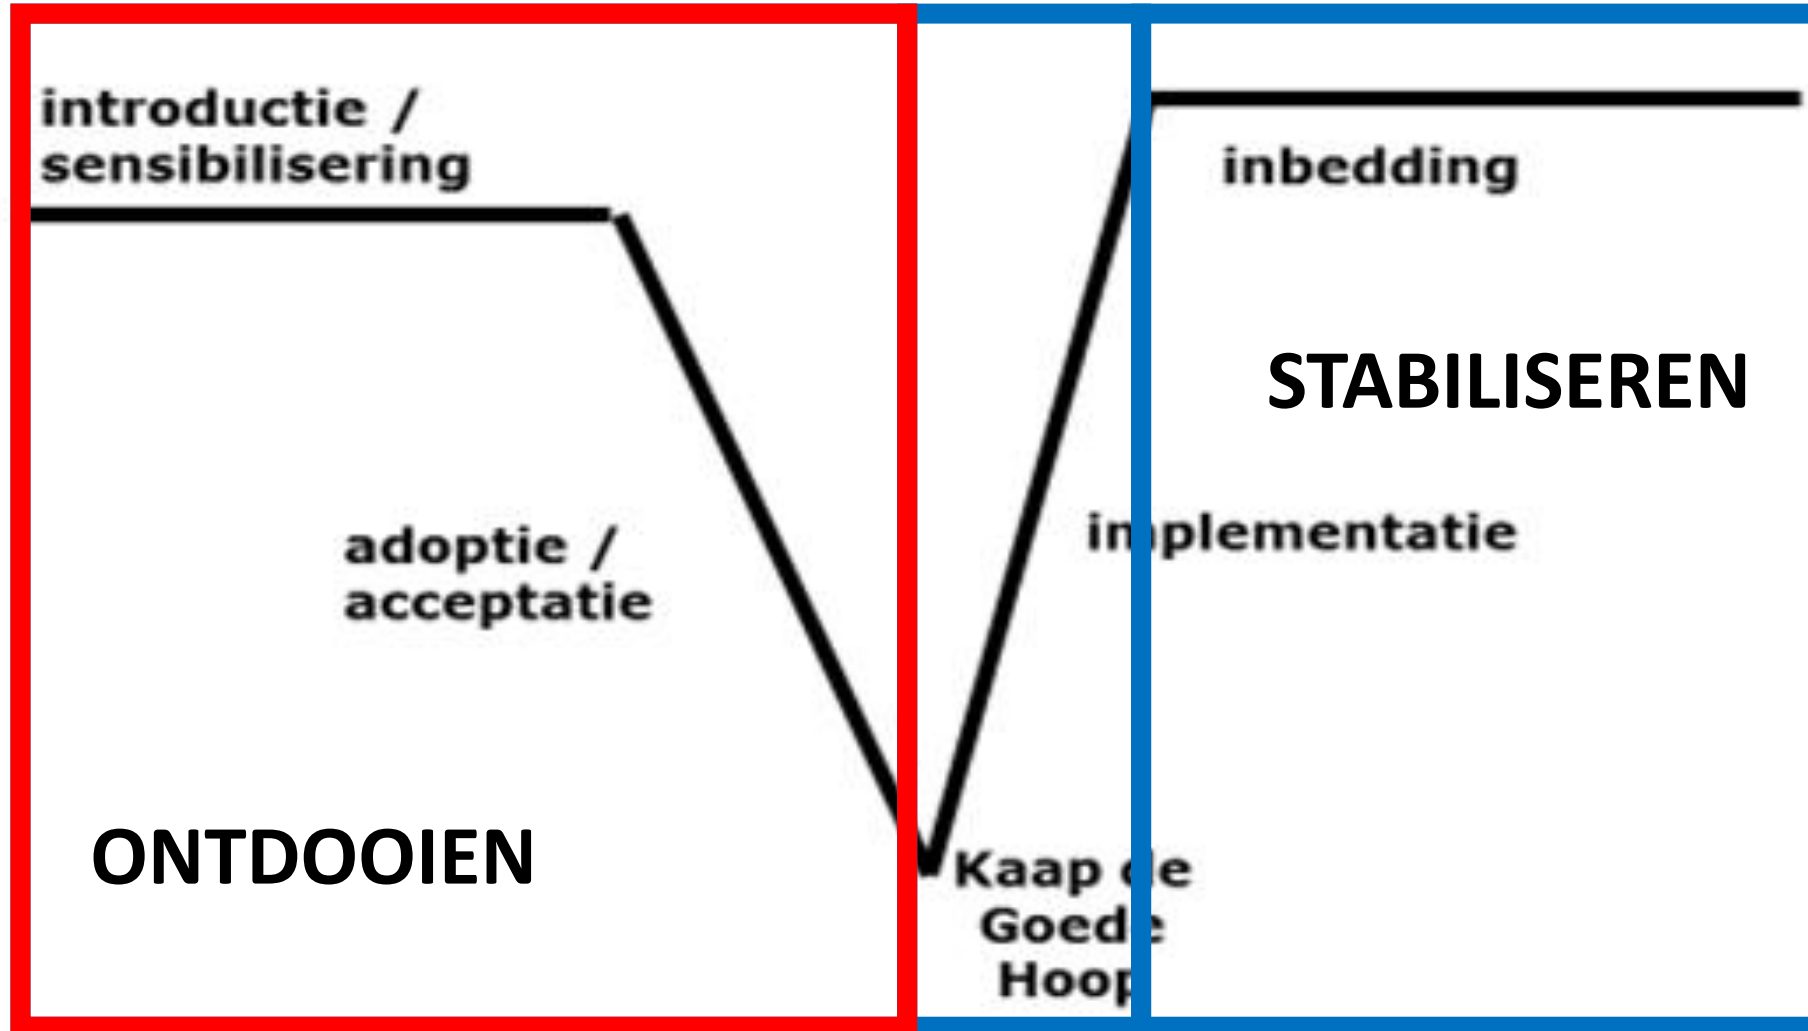 introductie /
sensibilisering
inbedding
STABILISEREN
adoptie /
acceptatie
implementatie
ONTDOOIEN
Kaap de
Goede
Hoop